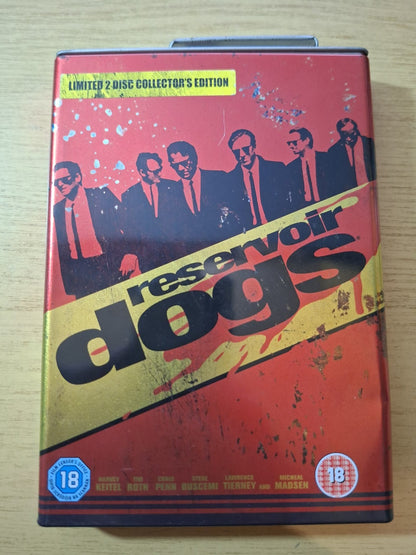 LIMITED 2 DISC COLLECTOR'S EDITION
reservoir
dogs
18
HARVEY KEITEL TIM ROTH CHRIS PENN STEVE BUSCEMI LAWRENCE TIERNEY AND MICHEAL MADSEN
18